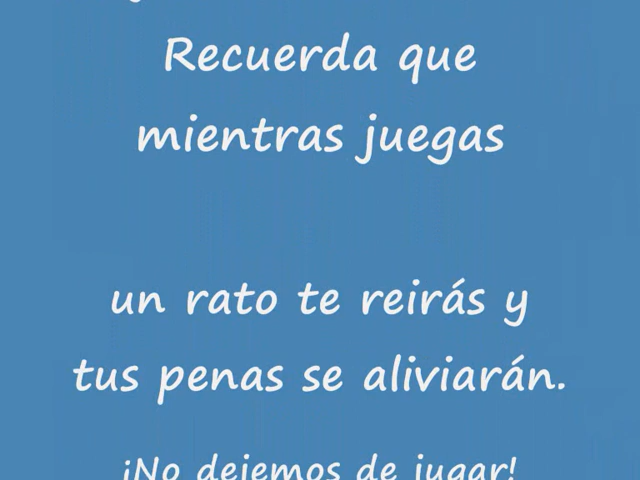 Recuerda que
mientras juegas
un rato te reirás y
tus penas se aliviarán.
¡No dejemos de jugar!